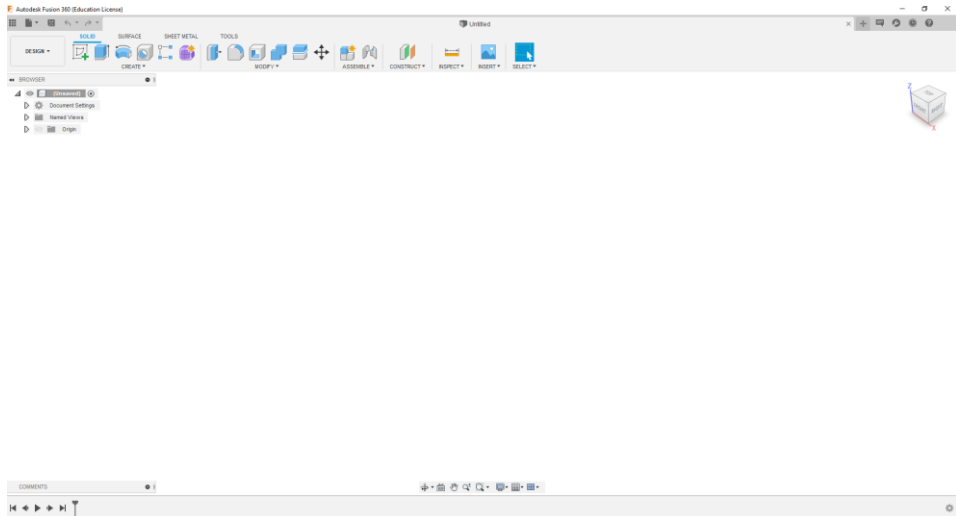 Autodesk Fusion 360 (Education License)
Untitled
SOLID SURFACE SHEET METAL TOOLS
DESIGN
CREATE MODIFY ASSEMBLE CONSTRUCT INSPECT INSERT SELECT
BROWSER
(Unsaved)
Document Settings
Named Views
Origin
Z
TOP
X
COMMENTS